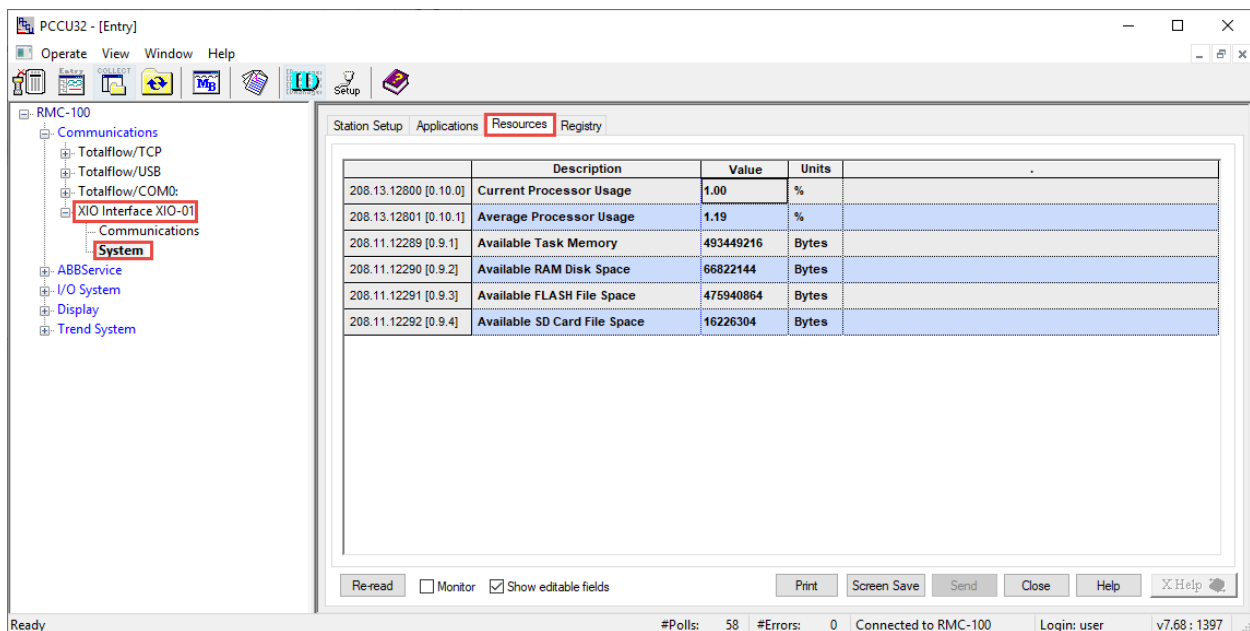 PCCU32 - [Entry]
Operate View Window Help
Entry COLLECT MB ID Setup
RMC-100
Communications
Totalflow/TCP
Totalflow/USB
Totalflow/COM0:
XIO Interface XIO-01
Communications
System
ABBService
I/O System
Display
Trend System
Station Setup Applications Resources Registry
Description Value Units .
208.13.12800 [0.10.0] Current Processor Usage 1.00 %
208.13.12801 [0.10.1] Average Processor Usage 1.19 %
208.11.12289 [0.9.1] Available Task Memory 493449216 Bytes
208.11.12290 [0.9.2] Available RAM Disk Space 66822144 Bytes
208.11.12291 [0.9.3] Available FLASH File Space 475940864 Bytes
208.11.12292 [0.9.4] Available SD Card File Space 16226304 Bytes
Re-read Monitor Show editable fields Print Screen Save Send Close Help X Help
Ready #Polls: 58 #Errors: 0 Connected to RMC-100 Login: user v7.68 : 1397